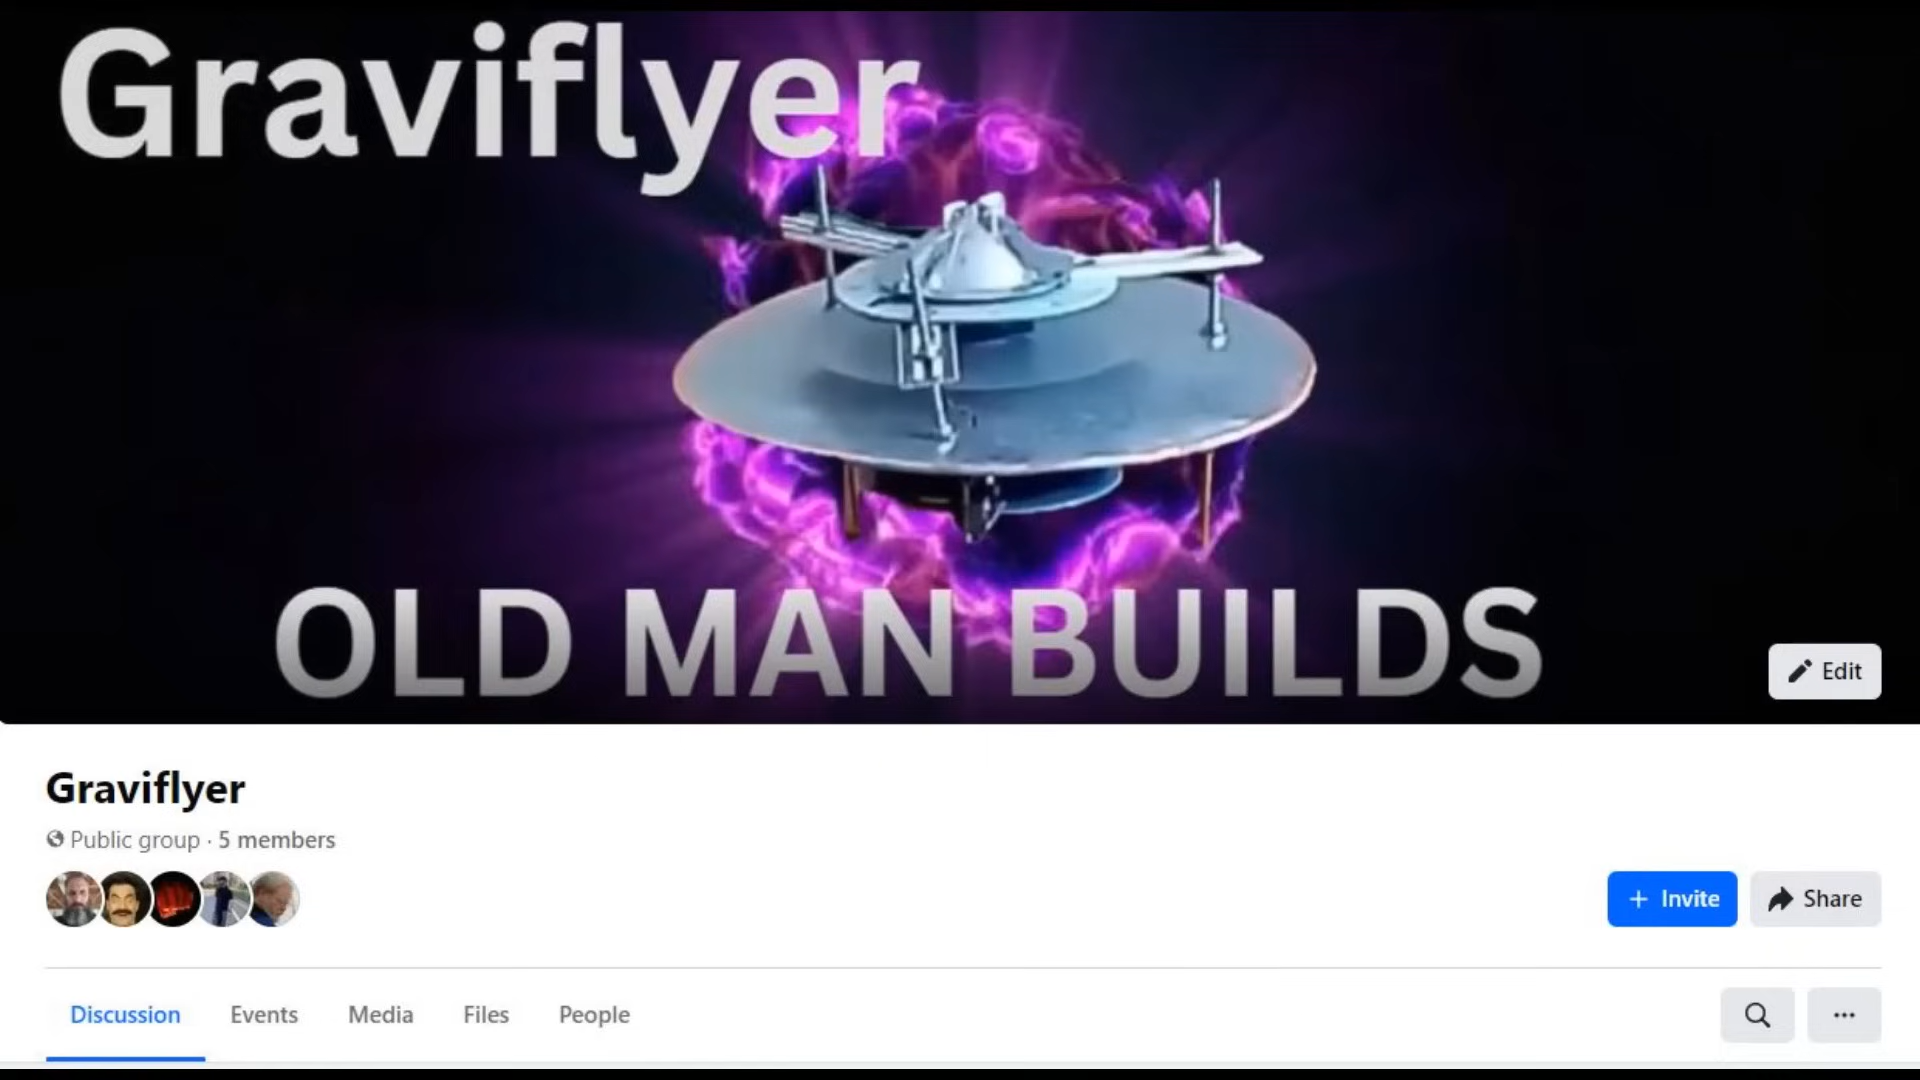 Graviflyer
OLD MAN BUILDS
Edit
Graviflyer
Public group · 5 members
Invite
Share
Discussion
Events
Media
Files
People